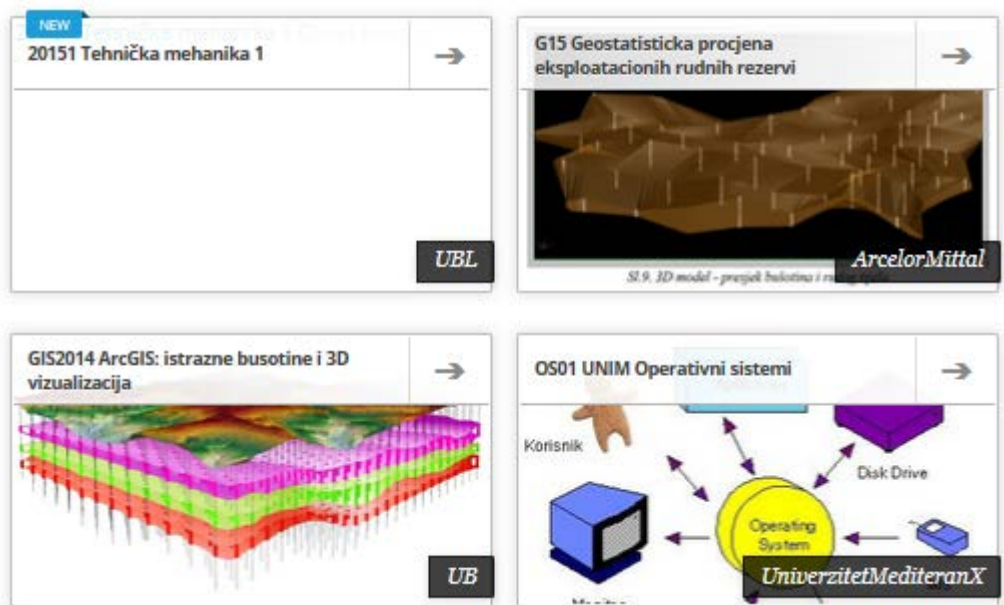 NEW
20151 Tehnička mehanika 1
UBL
G15 Geostatisticka procjena
eksploatacionih rudnih rezervi
ArcelorMittal
Sl.9. 3D model - presjek bušotina i
GIS2014 ArcGIS: istrazne busotine i 3D
vizualizacija
UB
OS01 UNIM Operativni sistemi
Korisnik
Disk Drive
Operating
System
UniverzitetMediteranX